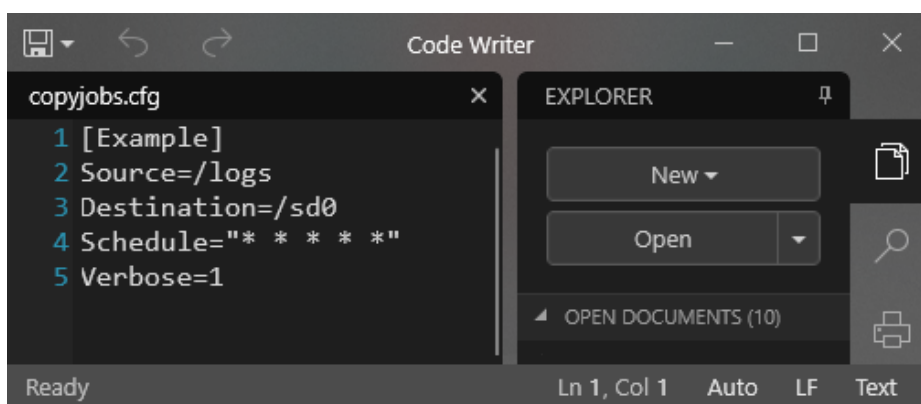 Code Writer
copyjobs.cfg
1 [Example]
2 Source=/logs
3 Destination=/sd0
4 Schedule="* * * * *"
5 Verbose=1
EXPLORER
New
Open
OPEN DOCUMENTS (10)
Ready
Ln 1, Col 1 Auto LF Text